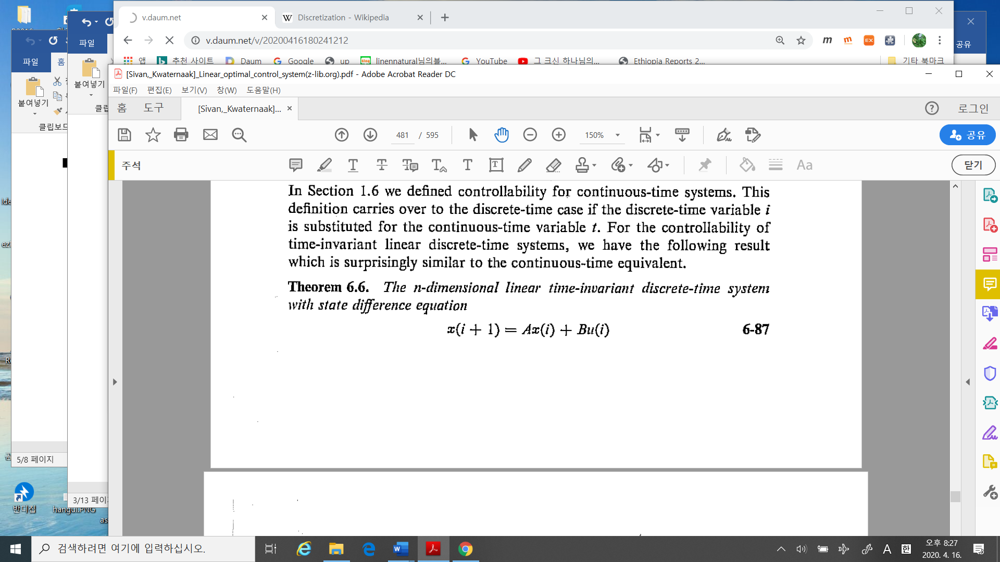 v.daum.net
Discretization - Wikipedia
v.daum.net/v/20200416180241212
공유
파일
파일
홈
앱
추천 사이트
Daum
Google
up
linennatural님의블...
YouTube
그 크신 하나님의...
Ethiopia Reports 2...
기타 북마크
붙여넣기
붙여넣기
클립보드
[Sivan,_Kwaternaak]_Linear_optimal_control_system(z-lib.org).pdf - Adobe Acrobat Reader DC
파일(F) 편집(E) 보기(V) 창(W) 도움말(H)
홈 도구 [Sivan,_Kwaternaak]... 로그인
481 / 595 150% 공유
주석 Aa 닫기
In Section 1.6 we defined controllability for continuous-time systems. This
definition carries over to the discrete-time case if the discrete-time variable i
is substituted for the continuous-time variable t. For the controllability of
time-invariant linear discrete-time systems, we have the following result
which is surprisingly similar to the continuous-time equivalent.
Theorem 6.6. The n-dimensional linear time-invariant discrete-time system
with state difference equation
x(i + 1) = Ax(i) + Bu(i) 6-87
5/8 페이지
3/13 페이지
반디집
hangul.PNG
as
검색하려면 여기에 입력하십시오.
A 한
오후 8:27
2020. 4. 16.